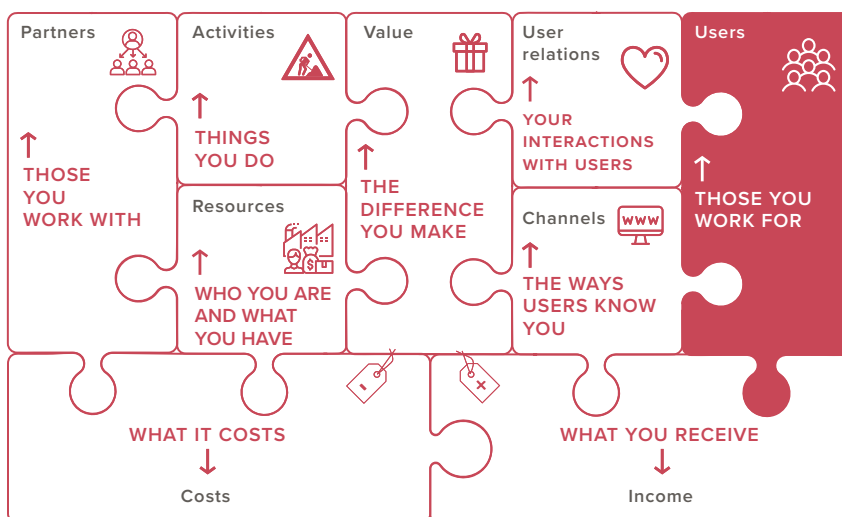 Partners
THOSE
YOU
WORK WITH
Activities
THINGS
YOU DO
Resources
WHO YOU ARE
AND WHAT
YOU HAVE
Value
THE
DIFFERENCE
YOU MAKE
User
relations
YOUR
INTERACTIONS
WITH USERS
Channels
www
THE WAYS
USERS KNOW
YOU
Users
THOSE YOU
WORK FOR
$
-
+
WHAT IT COSTS
Costs
WHAT YOU RECEIVE
Income